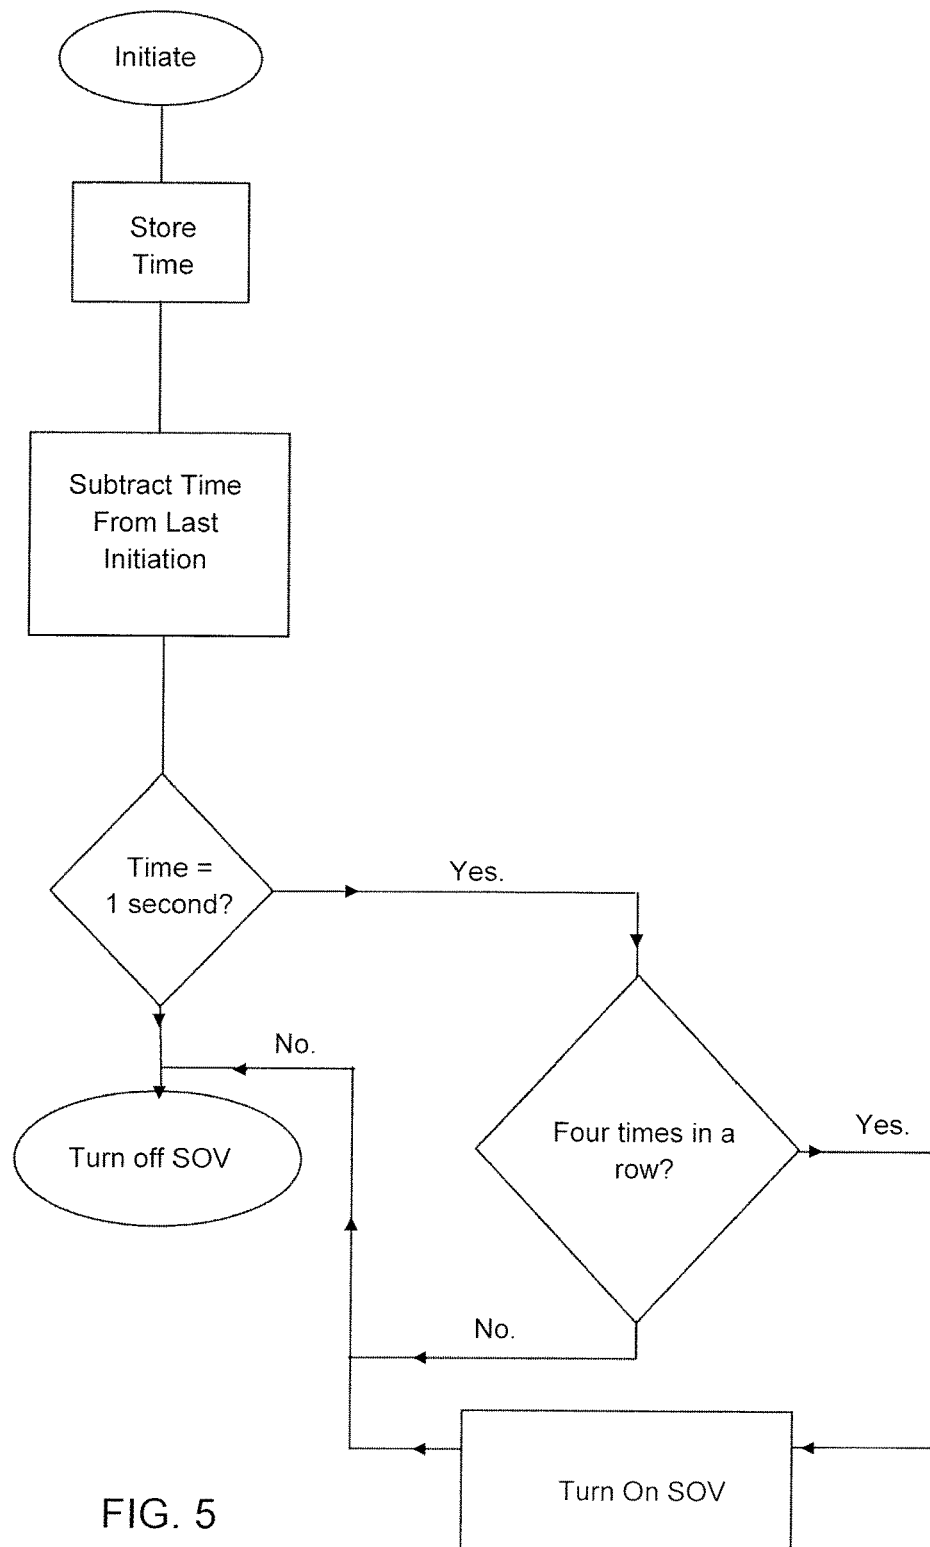 Initiate
Store
Time
Subtract Time
From Last
Initiation
Time =
1 second?
Yes.
No.
Turn off SOV
Four times in a
row?
Yes.
No.
Turn On SOV
FIG. 5